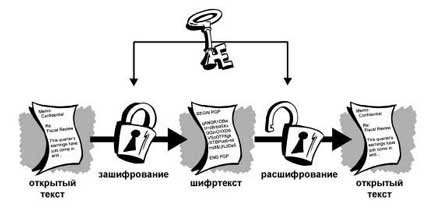 Memo:
Confidential
Re:
Fiscal Review
This quarter's
earnings have
just come in
and...
BEGIN PGP
END PGP
Memo:
Confidential
Re:
Fiscal Review
This quarter's
earnings have
just come in
and...
зашифрование
расшифрование
открытый
текст
шифртекст
открытый
текст